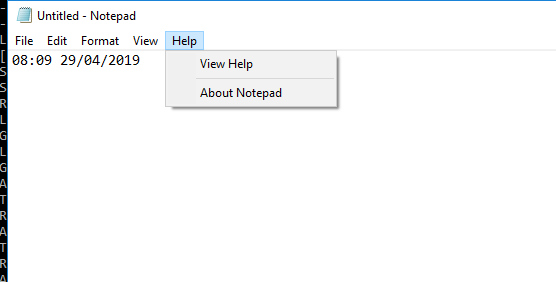 Untitled - Notepad
File Edit Format View Help
08:09 29/04/2019
View Help
About Notepad
-
-
L
[
S
S
R
L
G
L
G
A
T
R
A
T
R
A